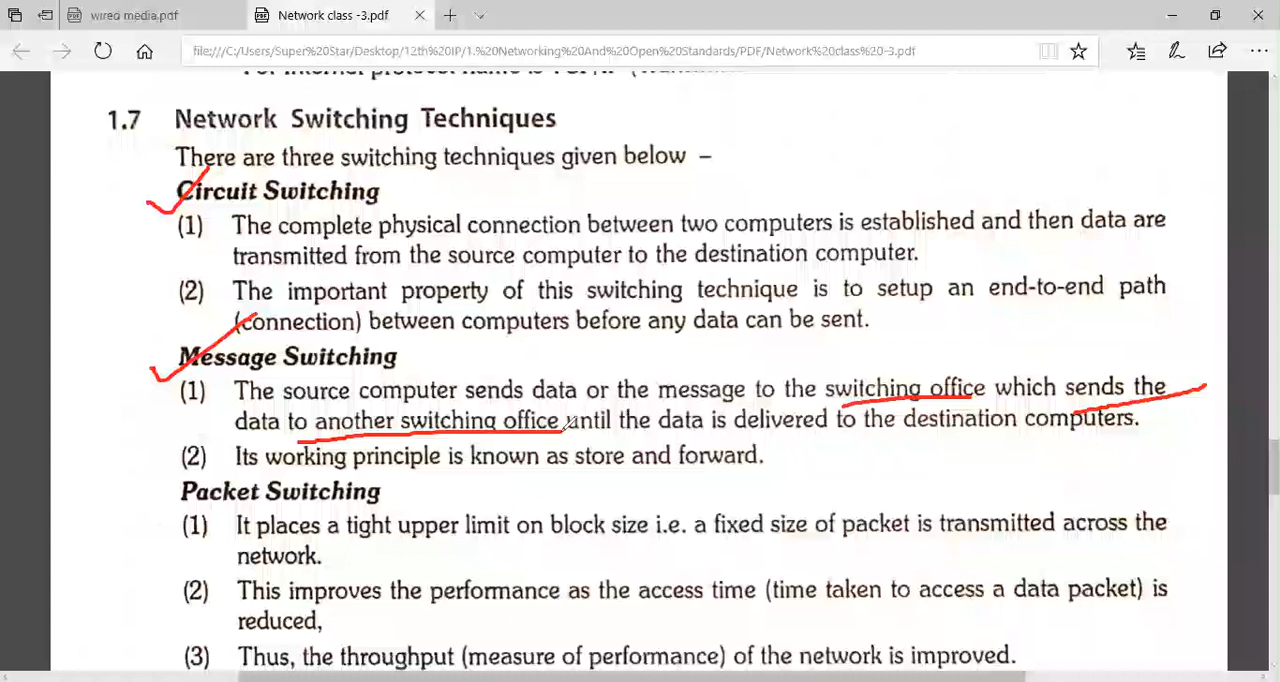 wired media.pdf
Network class -3.pdf
file:///C:/Users/Super%20Star/Desktop/12th%20IP/1.%20Networking%20And%20Open%20Standards/PDF/Network%20class%20-3.pdf
1.7 Network Switching Techniques
There are three switching techniques given below –
Circuit Switching
(1) The complete physical connection between two computers is established and then data are
transmitted from the source computer to the destination computer.
(2) The important property of this switching technique is to setup an end-to-end path
(connection) between computers before any data can be sent.
Message Switching
(1) The source computer sends data or the message to the switching office which sends the
data to another switching office until the data is delivered to the destination computers.
(2) Its working principle is known as store and forward.
Packet Switching
(1) It places a tight upper limit on block size i.e. a fixed size of packet is transmitted across the
network.
(2) This improves the performance as the access time (time taken to access a data packet) is
reduced,
(3) Thus, the throughput (measure of performance) of the network is improved.